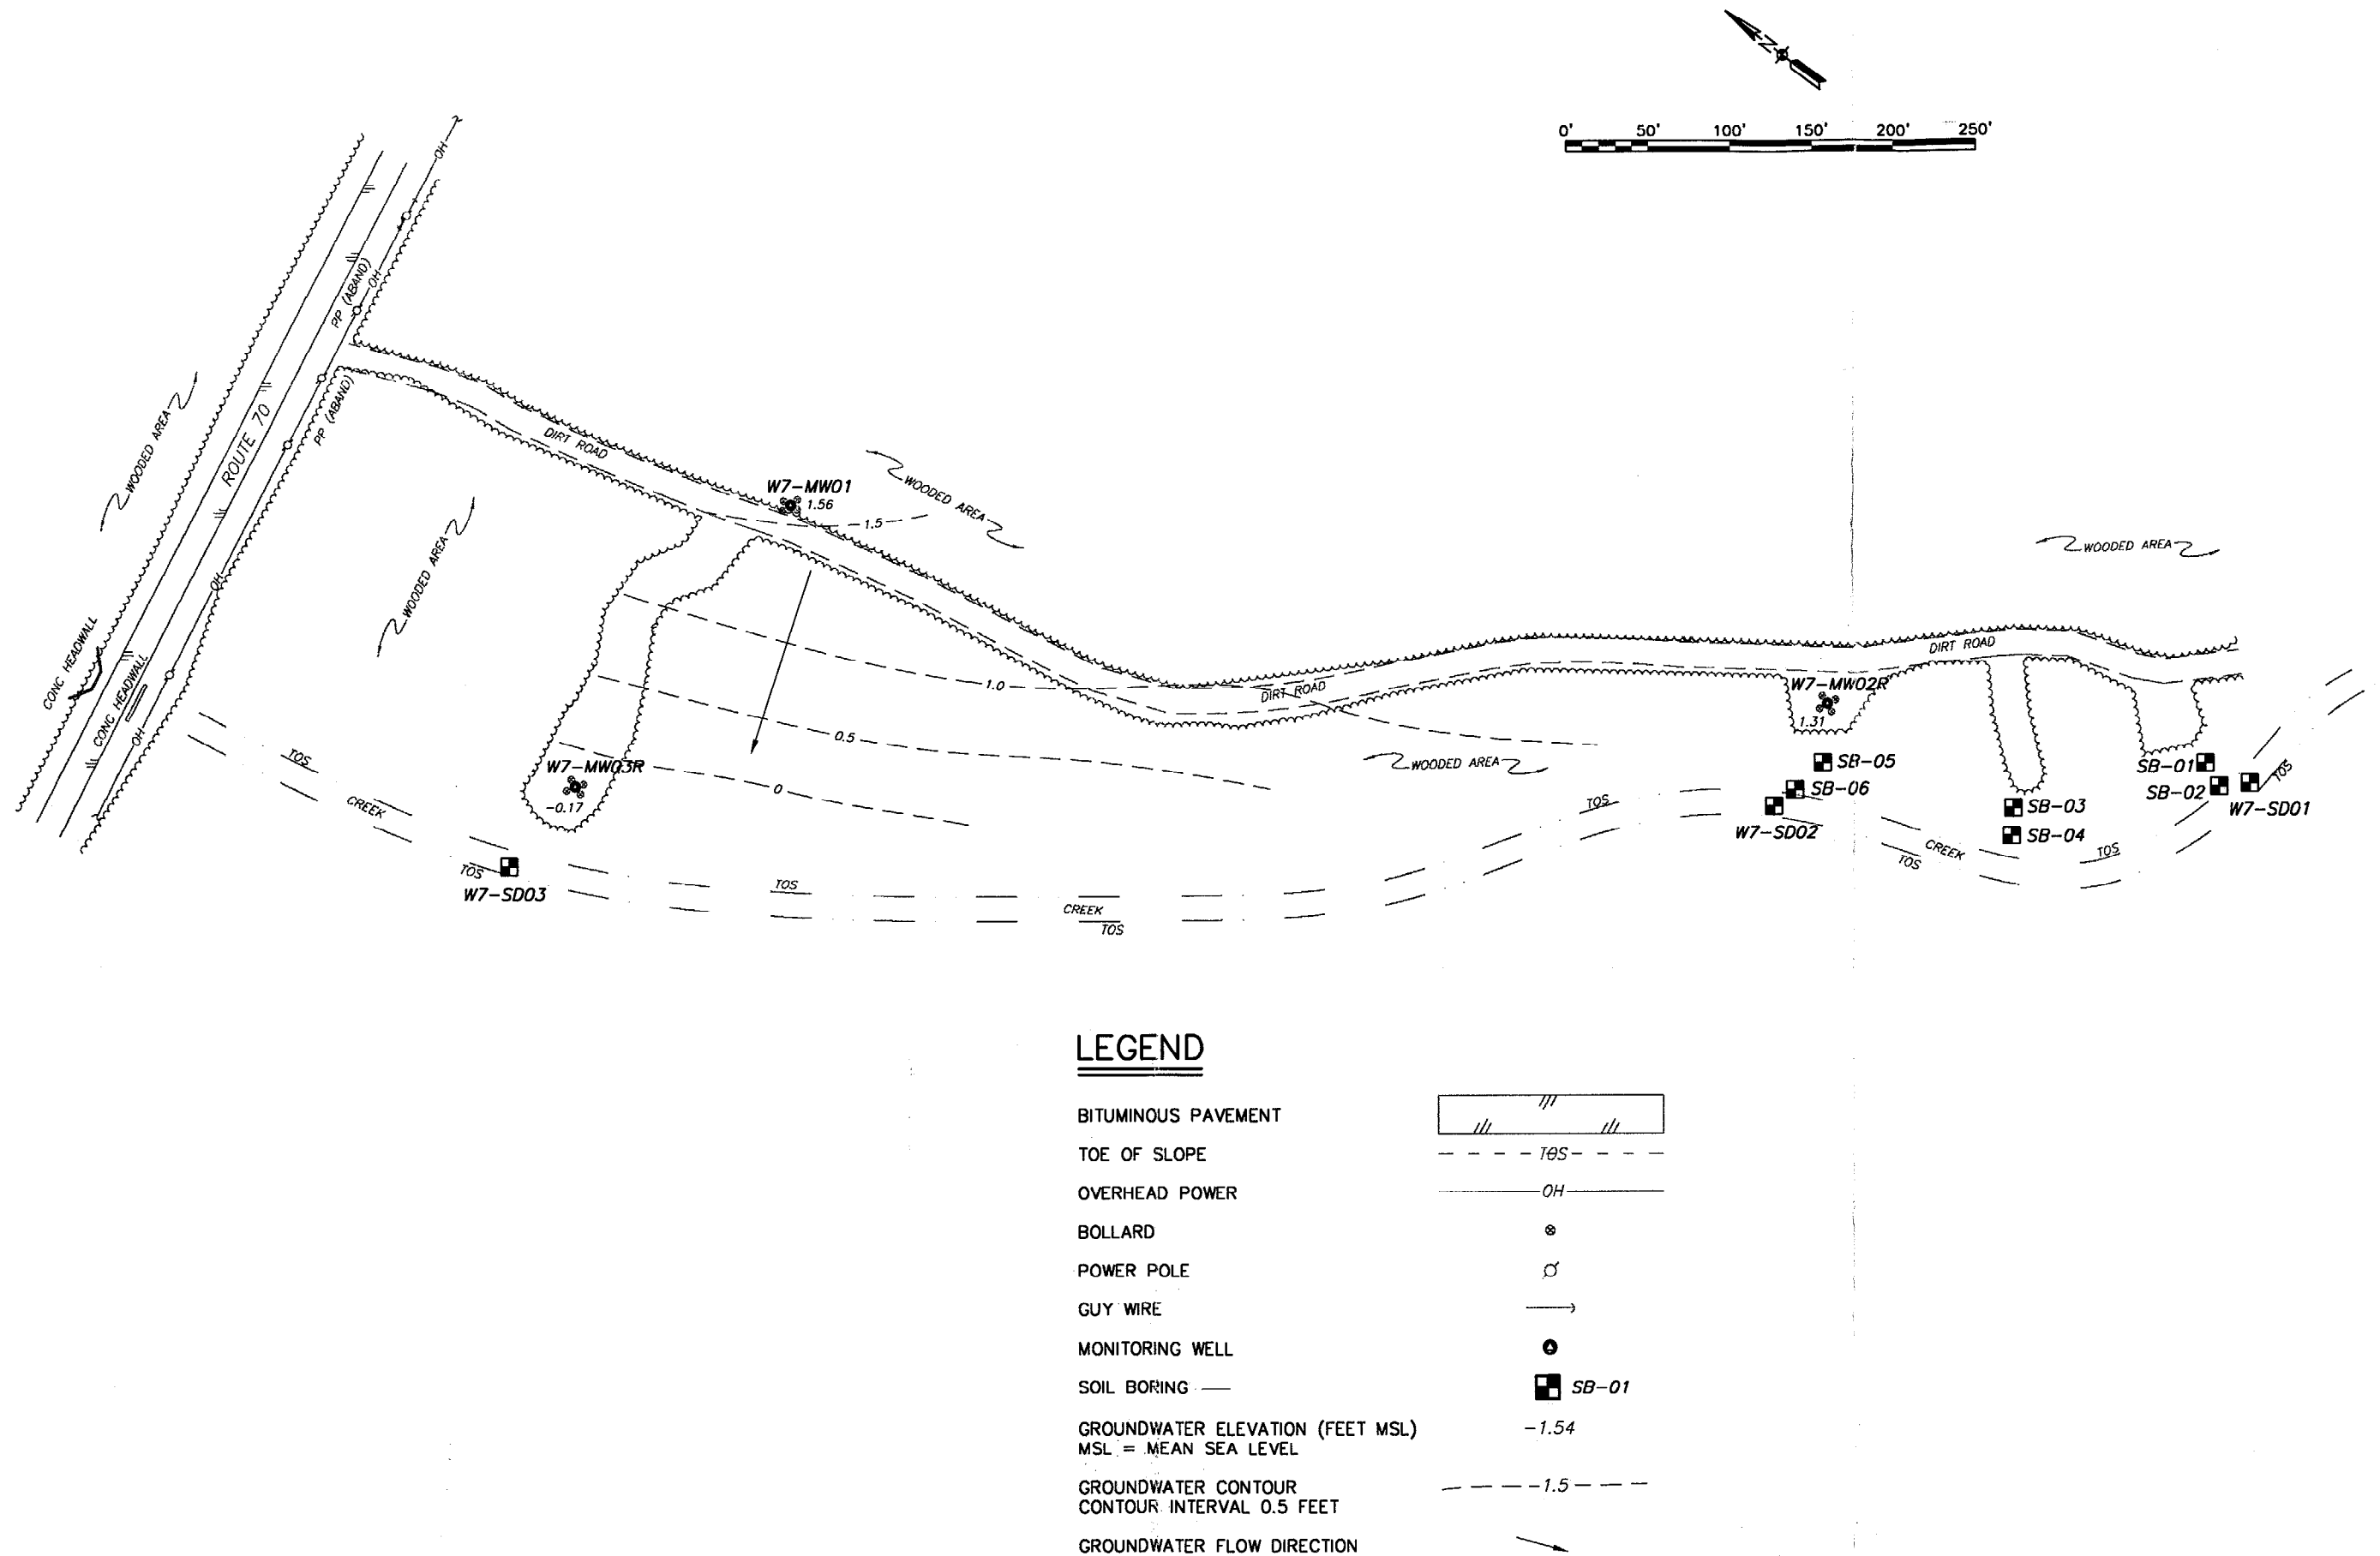 N
0' 50' 100' 150' 200' 250'
OH
PP (ABAND)
OH
WOODED AREA
ROUTE 70
PP (ABAND)
DIRT ROAD
W7-MW01
1.56
1.5
WOODED AREA
WOODED AREA
WOODED AREA
OH
CONC HEADWALL
CONC HEADWALL
OH
1.0
DIRT ROAD
DIRT ROAD
W7-MW02R
1.31
0.5
WOODED AREA
TOS
W7-MW03R
-0.17
0
CREEK
SB-05
SB-06
W7-SD02
TOS
SB-01
SB-02
W7-SD01
TOS
SB-03
SB-04
CREEK
TOS
TOS
TOS
W7-SD03
TOS
CREEK
TOS
LEGEND
BITUMINOUS PAVEMENT
TOE OF SLOPE TOS
OVERHEAD POWER OH
BOLLARD
POWER POLE
GUY WIRE
MONITORING WELL
SOIL BORING SB-01
GROUNDWATER ELEVATION (FEET MSL) -1.54
MSL = MEAN SEA LEVEL
GROUNDWATER CONTOUR -1.5
CONTOUR INTERVAL 0.5 FEET
GROUNDWATER FLOW DIRECTION